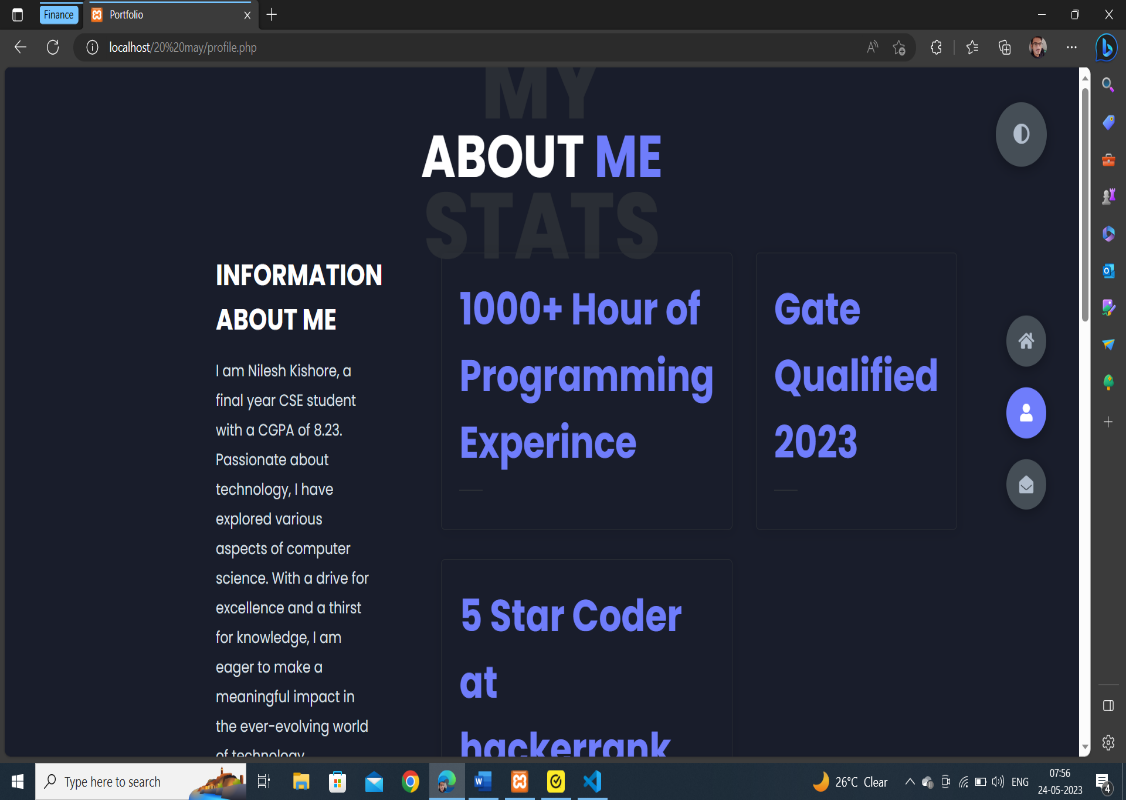 Finance
Portfolio
localhost/20%20may/profile.php
MY
ABOUT ME
STATS
INFORMATION
ABOUT ME
I am Nilesh Kishore, a
final year CSE student
with a CGPA of 8.23.
Passionate about
technology, I have
explored various
aspects of computer
science. With a drive for
excellence and a thirst
for knowledge, I am
eager to make a
meaningful impact in
the ever-evolving world
of technology
1000+ Hour of
Programming
Experince
Gate
Qualified
2023
5 Star Coder
at
hackerrank
Type here to search
26°C Clear
ENG
07:56
24-05-2023
4